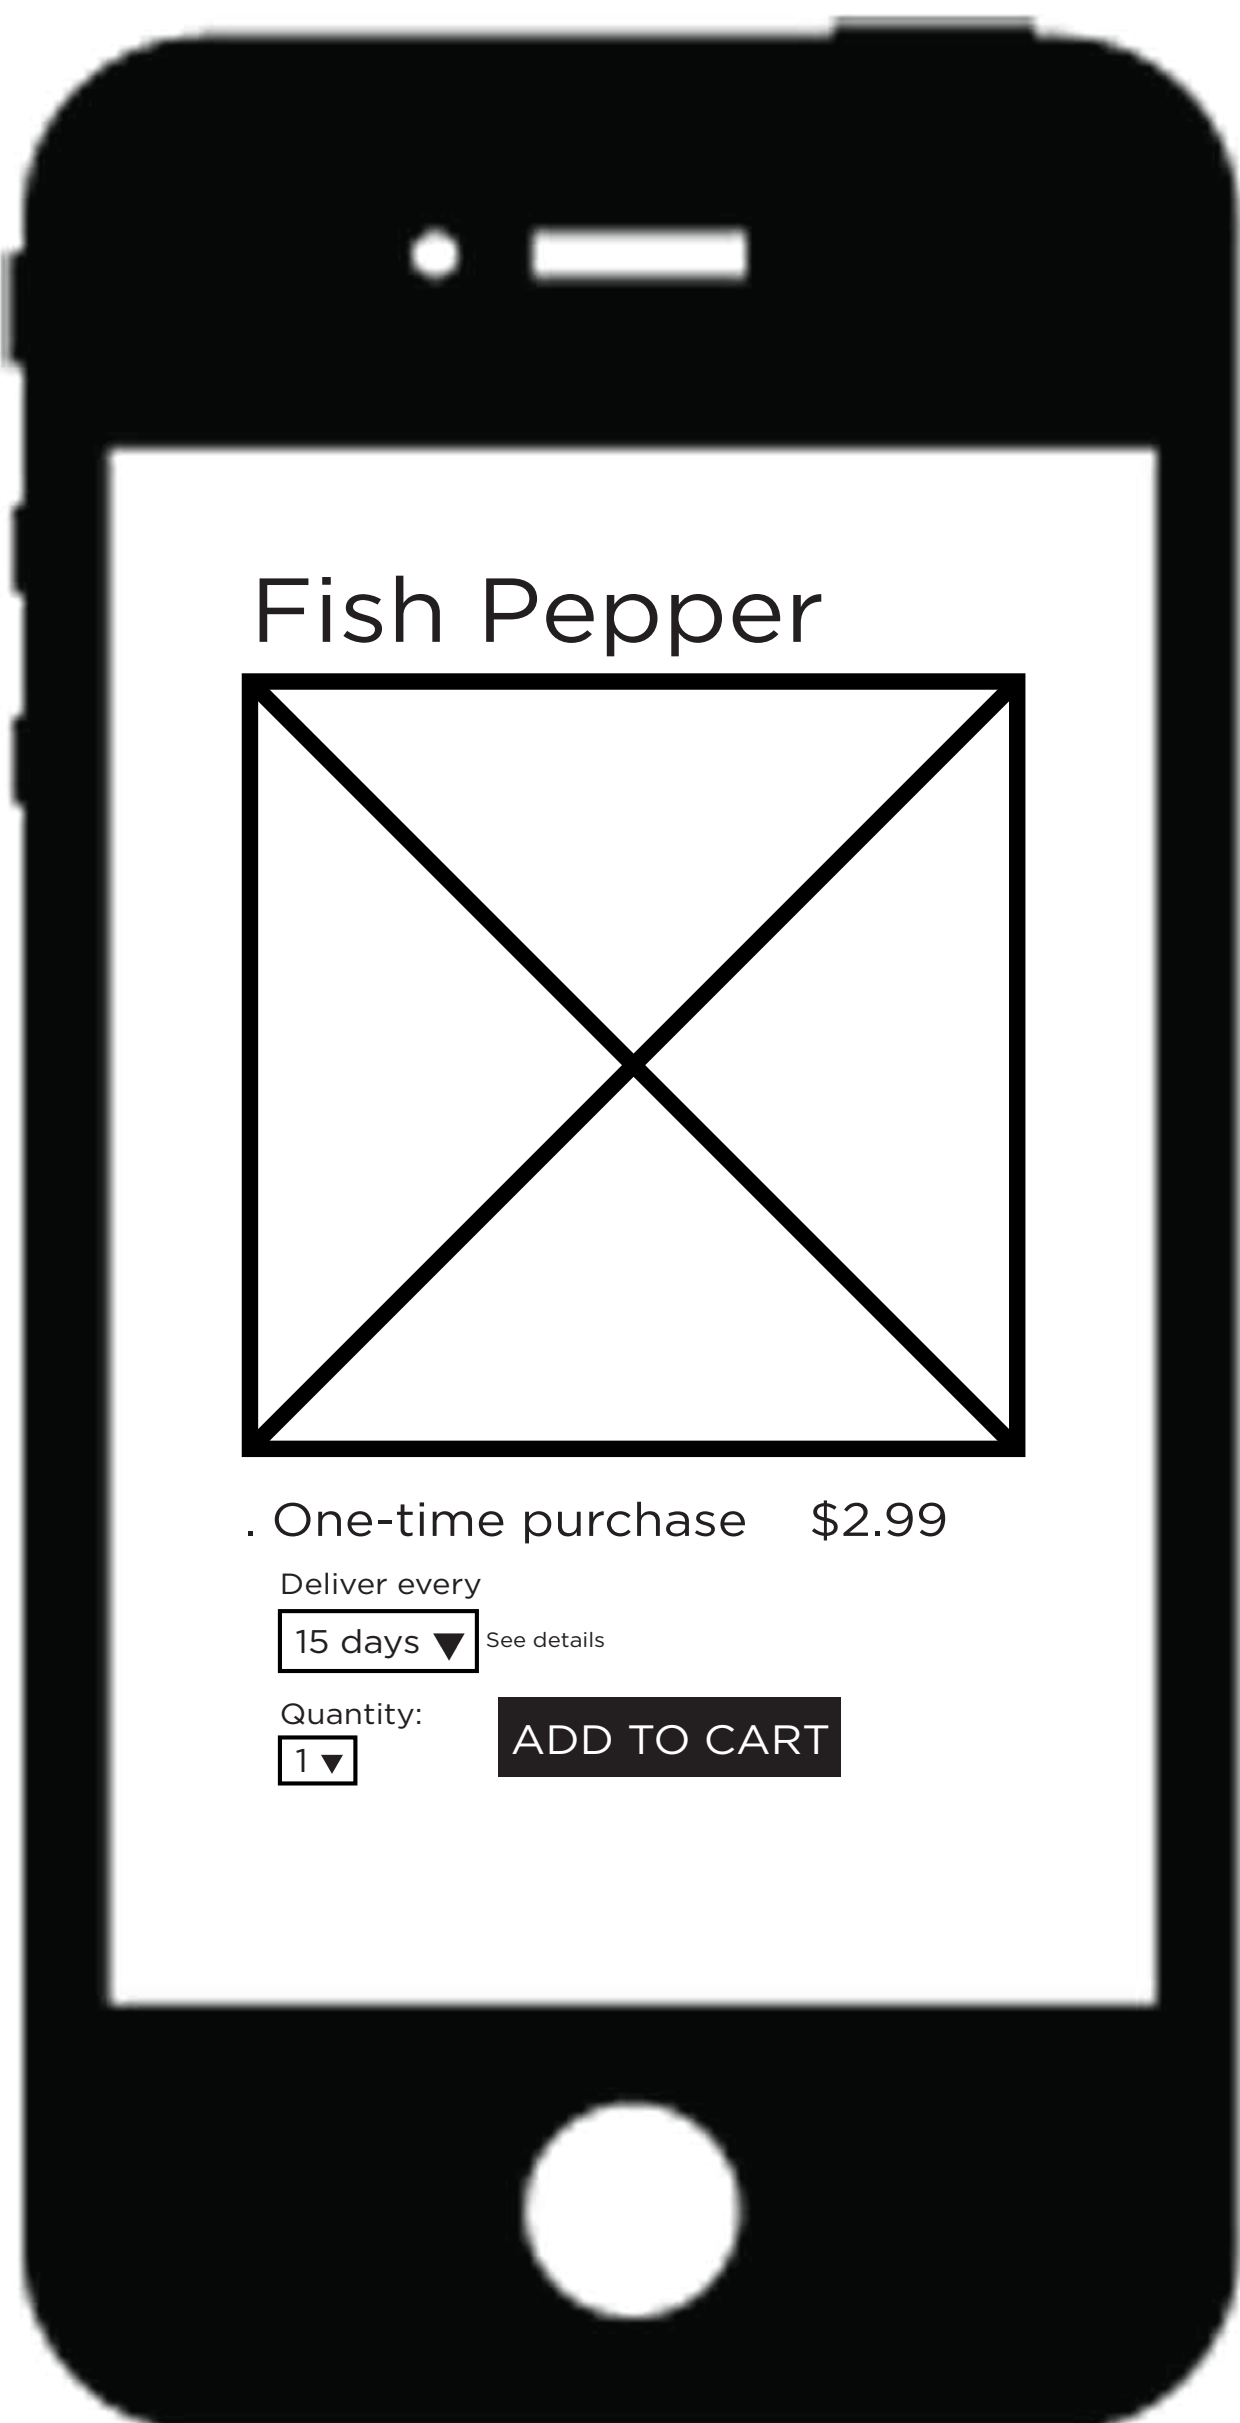 Fish Pepper
. One-time purchase $2.99
Deliver every
15 days ▼ See details
Quantity:
1 ▼
ADD TO CART